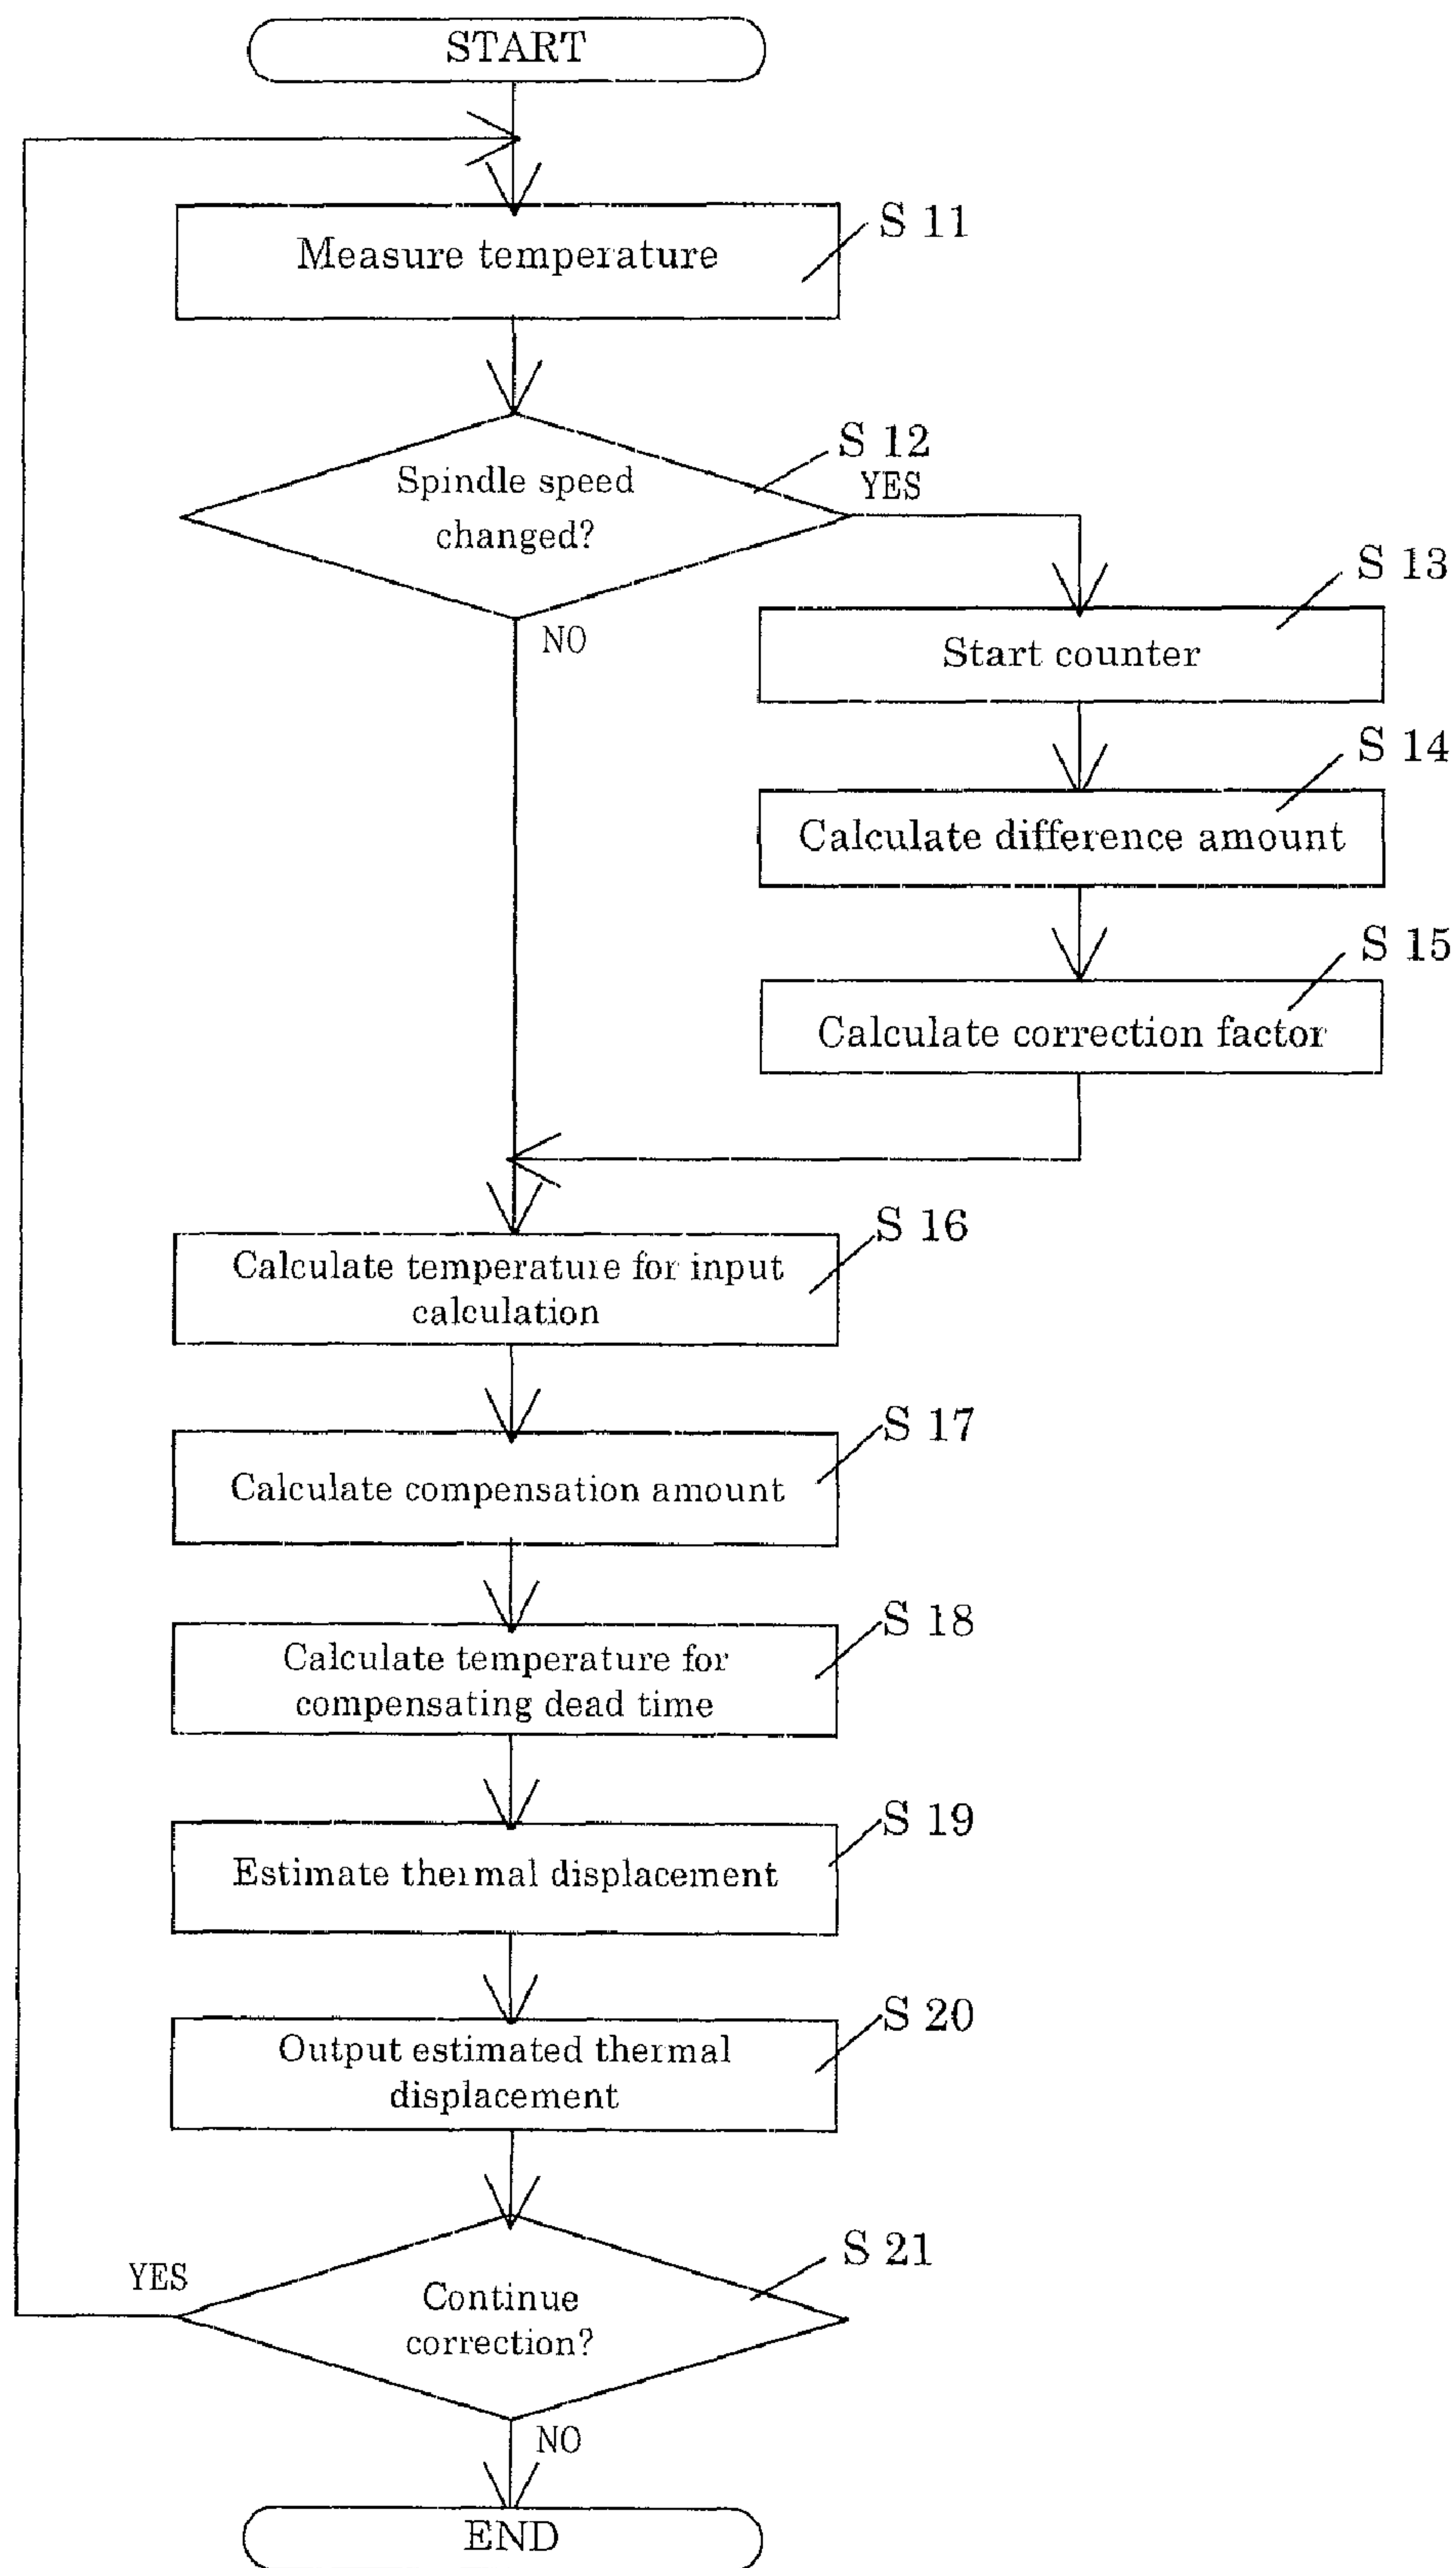 START
S 11
Measure temperature
S 12
Spindle speed
changed?
YES
NO
S 13
Start counter
S 14
Calculate difference amount
S 15
Calculate correction factor
S 16
Calculate temperature for input
calculation
S 17
Calculate compensation amount
S 18
Calculate temperature for
compensating dead time
S 19
Estimate thermal displacement
S 20
Output estimated thermal
displacement
S 21
YES
Continue
correction?
NO
END